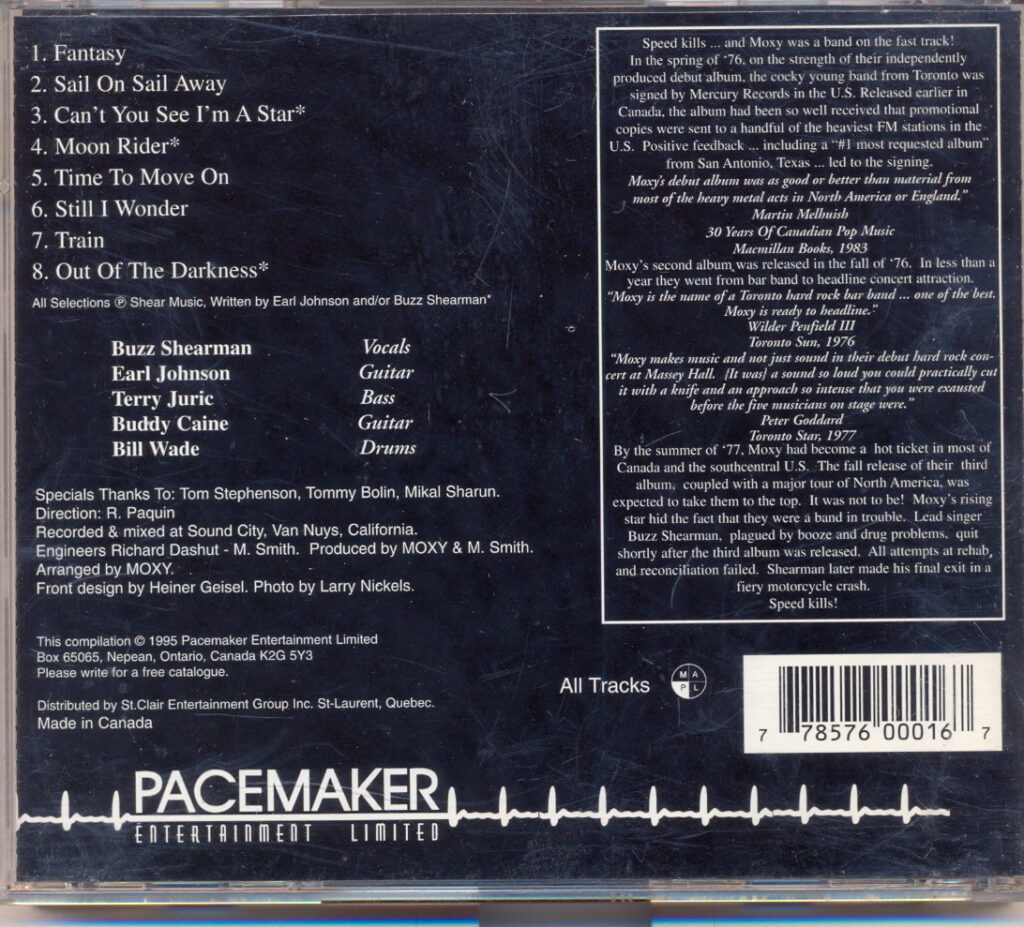 1. Fantasy
2. Sail On Sail Away
3. Can't You See I'm A Star*
4. Moon Rider*
5. Time To Move On
6. Still I Wonder
7. Train
8. Out Of The Darkness*
All Selections ℗ Shear Music, Written by Earl Johnson and/or Buzz Shearman*
Buzz Shearman Vocals
Earl Johnson Guitar
Terry Juric Bass
Buddy Caine Guitar
Bill Wade Drums
Specials Thanks To: Tom Stephenson, Tommy Bolin, Mikal Sharun.
Direction: R. Paquin
Recorded & mixed at Sound City, Van Nuys, California.
Engineers Richard Dashut - M. Smith. Produced by MOXY & M. Smith.
Arranged by MOXY.
Front design by Heiner Geisel. Photo by Larry Nickels.
This compilation © 1995 Pacemaker Entertainment Limited
Box 65065, Nepean, Ontario, Canada K2G 5Y3
Please write for a free catalogue.
Distributed by St.Clair Entertainment Group Inc. St-Laurent, Quebec.
Made in Canada
Speed kills ... and Moxy was a band on the fast track!
In the spring of '76, on the strength of their independently
produced debut album, the cocky young band from Toronto was
signed by Mercury Records in the U.S. Released earlier in
Canada, the album had been so well received that promotional
copies were sent to a handful of the heaviest FM stations in the
U.S. Positive feedback ... including a "#1 most requested album"
from San Antonio, Texas ... led to the signing.
Moxy's debut album was as good or better than material from
most of the heavy metal acts in North America or England."
Martin Melhuish
30 Years Of Canadian Pop Music
Macmillan Books, 1983
Moxy's second album was released in the fall of '76. In less than a
year they went from bar band to headline concert attraction.
"Moxy is the name of a Toronto hard rock bar band ... one of the best.
Moxy is ready to headline."
Wilder Penfield III
Toronto Sun, 1976
"Moxy makes music and not just sound in their debut hard rock con-
cert at Massey Hall. [It was] a sound so loud you could practically cut
it with a knife and an approach so intense that you were exausted
before the five musicians on stage were."
Peter Goddard
Toronto Star, 1977
By the summer of '77, Moxy had become a hot ticket in most of
Canada and the southcentral U.S. The fall release of their third
album, coupled with a major tour of North America, was
expected to take them to the top. It was not to be! Moxy's rising
star hid the fact that they were a band in trouble. Lead singer
Buzz Shearman, plagued by booze and drug problems, quit
shortly after the third album was released. All attempts at rehab,
and reconciliation failed. Shearman later made his final exit in a
fiery motorcycle crash.
Speed kills!
All Tracks M A P L
7 78576 00016 7
PACEMAKER
ENTERTAINMENT LIMITED